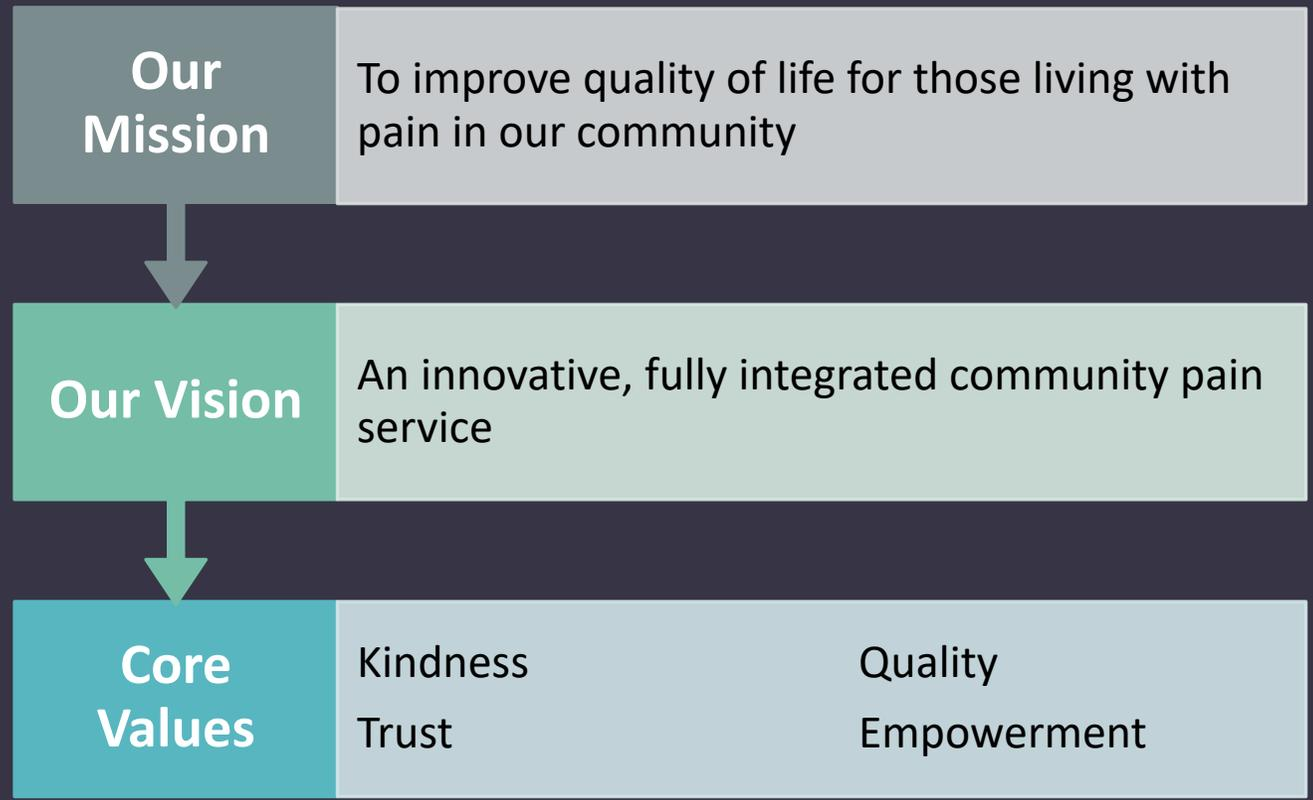 Our
Mission
To improve quality of life for those living with
pain in our community
Our Vision
An innovative, fully integrated community pain
service
Core
Values
Kindness
Quality
Trust
Empowerment